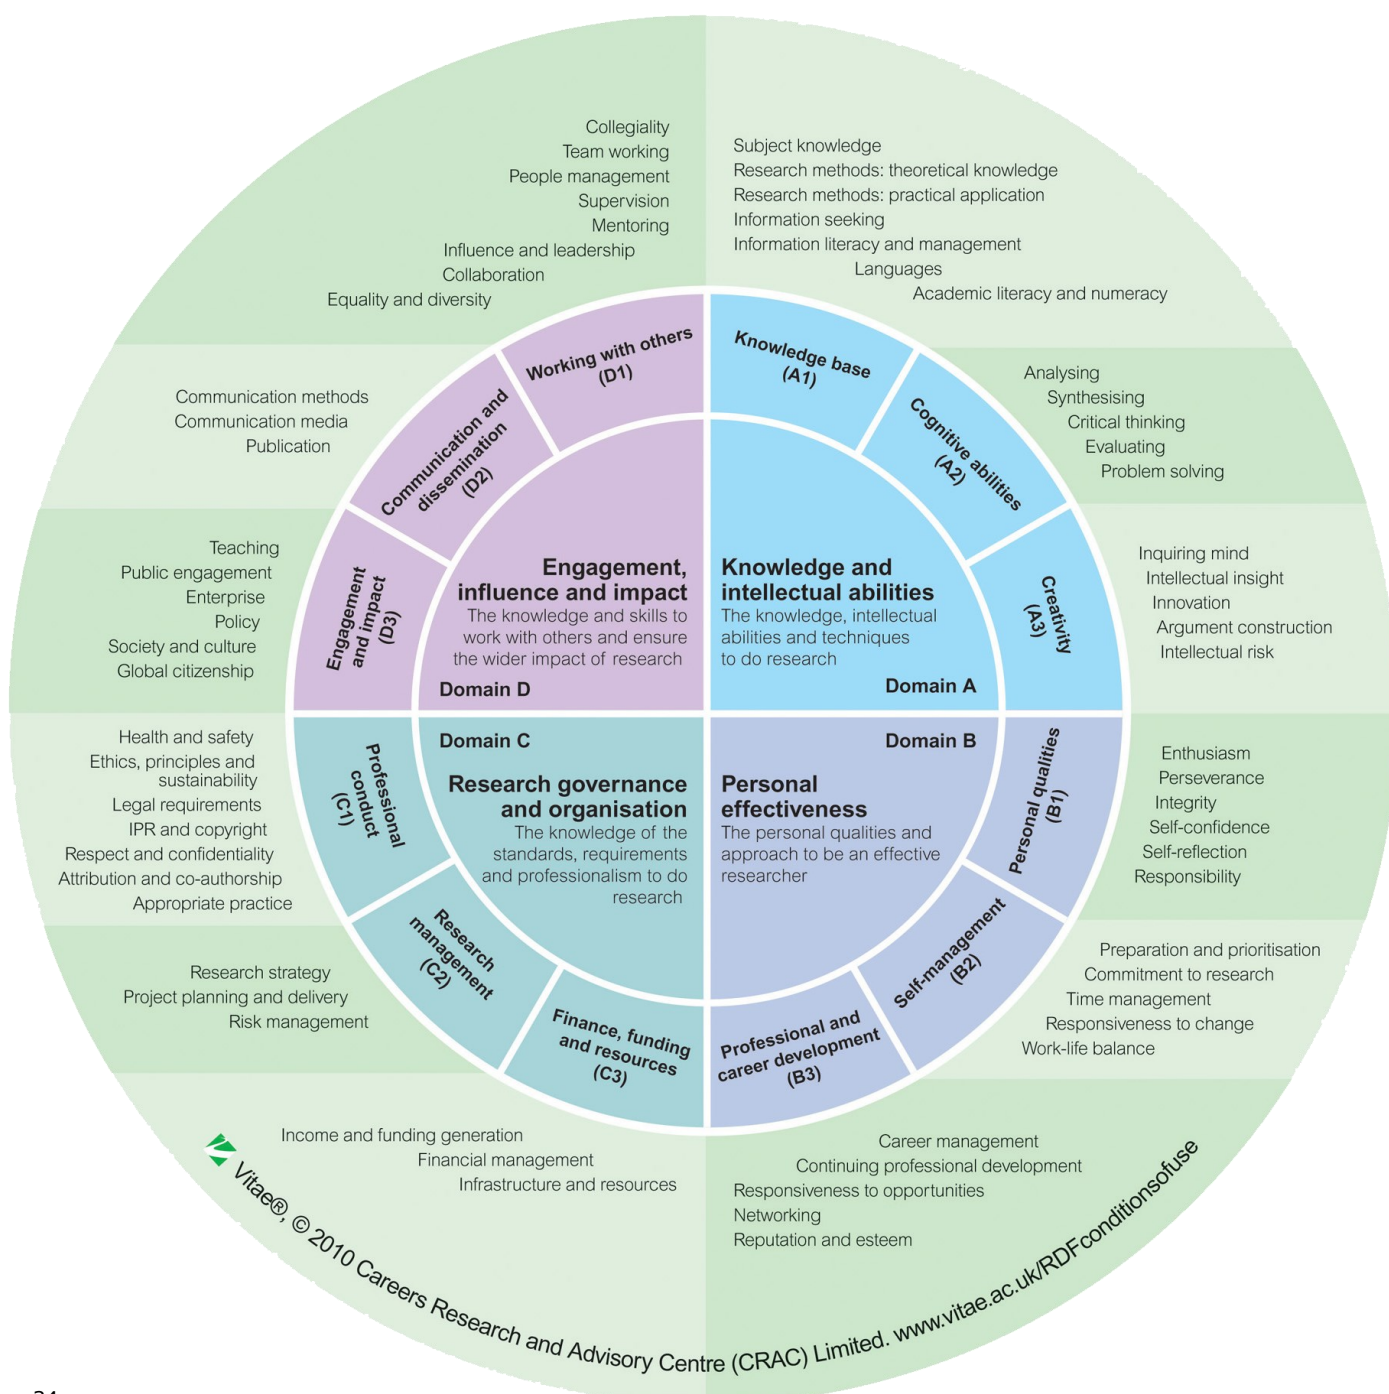 Collegiality
Team working
People management
Supervision
Mentoring
Influence and leadership
Collaboration
Equality and diversity
Subject knowledge
Research methods: theoretical knowledge
Research methods: practical application
Information seeking
Information literacy and management
Languages
Academic literacy and numeracy
Working with others
(D1)
Knowledge base
(A1)
Communication methods
Communication media
Publication
Communication and
dissemination
(D2)
Cognitive abilities
(A2)
Analysing
Synthesising
Critical thinking
Evaluating
Problem solving
Teaching
Public engagement
Enterprise
Policy
Society and culture
Global citizenship
Engagement
and impact
(D3)
Engagement,
influence and impact
The knowledge and skills to
work with others and ensure
the wider impact of research
Domain D
Knowledge and
intellectual abilities
The knowledge, intellectual
abilities and techniques
to do research
Domain A
Creativity
(A3)
Inquiring mind
Intellectual insight
Innovation
Argument construction
Intellectual risk
Health and safety
Ethics, principles and
sustainability
Legal requirements
IPR and copyright
Respect and confidentiality
Attribution and co-authorship
Appropriate practice
Professional
conduct
(C1)
Domain C
Research governance
and organisation
The knowledge of the
standards, requirements
and professionalism to do
research
Domain B
Personal
effectiveness
The personal qualities and
approach to be an effective
researcher
Personal qualities
(B1)
Enthusiasm
Perseverance
Integrity
Self-confidence
Self-reflection
Responsibility
Research strategy
Project planning and delivery
Risk management
Research
management
(C2)
Self-management
(B2)
Preparation and prioritisation
Commitment to research
Time management
Responsiveness to change
Work-life balance
Finance, funding
and resources
(C3)
Professional and
career development
(B3)
Income and funding generation
Financial management
Infrastructure and resources
Career management
Continuing professional development
Responsiveness to opportunities
Networking
Reputation and esteem
Vitae®, © 2010 Careers Research and Advisory Centre (CRAC) Limited. www.vitae.ac.uk/RDFconditionsofuse